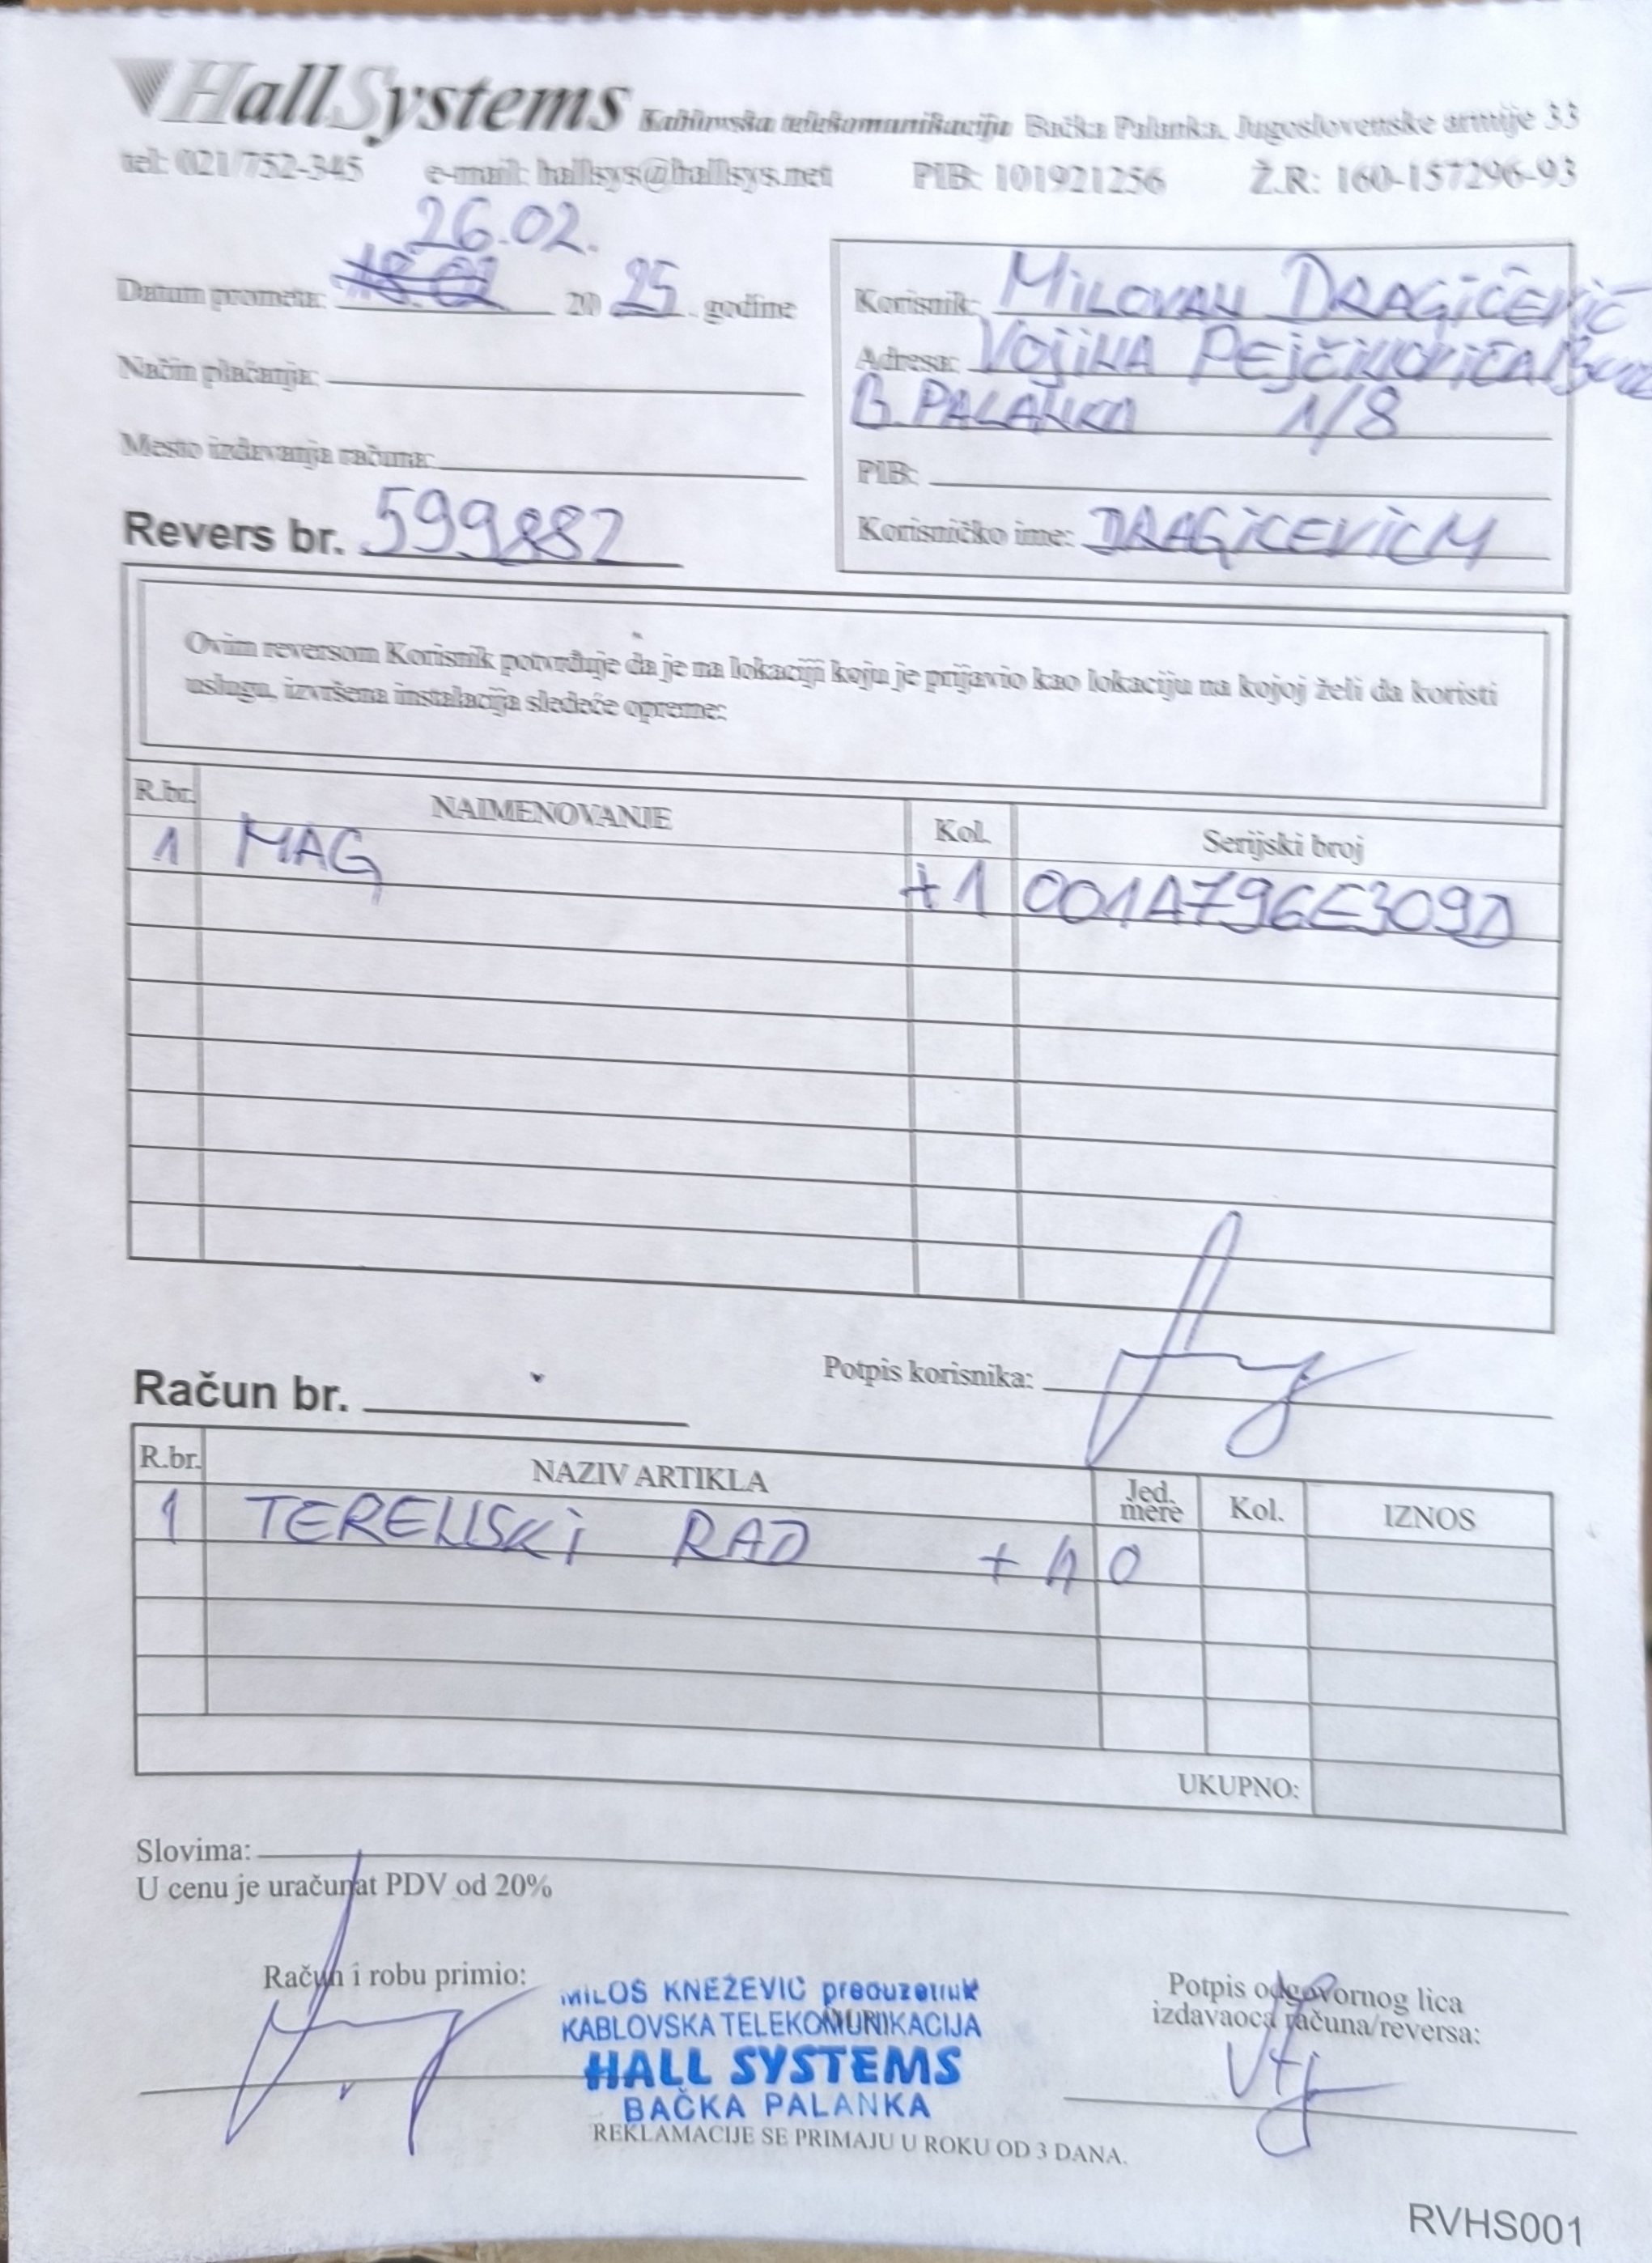 HallSystems Kablovska telekomunikacija Bačka Palanka, Jugoslovenske armije 33
tel: 021/752-345 e-mail: hallsys@hallsys.net PIB: 101921256 Ž.R: 160-157296-93
26.02.
Datum prometa: 2025. godine
Način plaćanja:
Mesto izdavanja računa:
Revers br. 599882
Korisnik: MILOVAN DRAGIČEVIĆ
Adresa: VOJINA
B. PALANKA 1/8
PIB:
Korisničko ime: DRAGICEVICM
Ovim reversom Korisnik potvrđuje da je na lokaciji koju je prijavio kao lokaciju na kojoj želi da koristi
uslugu, izvršena instalacija sledeće opreme:
R.br. NAIMENOVANJE Kol. Serijski broj
1 MAG +1 001A796E309D
Potpis korisnika:
Račun br.
R.br. NAZIV ARTIKLA Jed. mere Kol. IZNOS
1 TERENSKI RAD + 10
UKUPNO:
Slovima:
U cenu je uračunat PDV od 20%
Račun i robu primio:
MILOŠ KNEŽEVIĆ preduzetnik
KABLOVSKA TELEKOMUNIKACIJA
HALL SYSTEMS
BAČKA PALANKA
Potpis odgovornog lica
izdavaoca računa/reversa:
REKLAMACIJE SE PRIMAJU U ROKU OD 3 DANA.
RVHS001